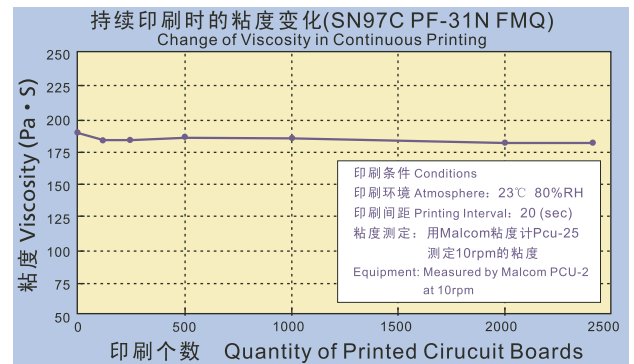 持续印刷时的粘度变化(SN97C PF-31N FMQ)
Change of Viscosity in Continuous Printing
粘度 Viscosity (Pa·S)
250
225
200
175
150
125
100
75
50
印刷条件 Conditions
印刷环境 Atmosphere: 23℃ 80%RH
印刷间距 Printing Interval: 20 (sec)
粘度测定: 用Malcom粘度计Pcu-25
测定10rpm的粘度
Equipment: Measured by Malcom PCU-2
at 10rpm
0 500 1000 1500 2000 2500
印刷个数 Quantity of Printed Cirucuit Boards